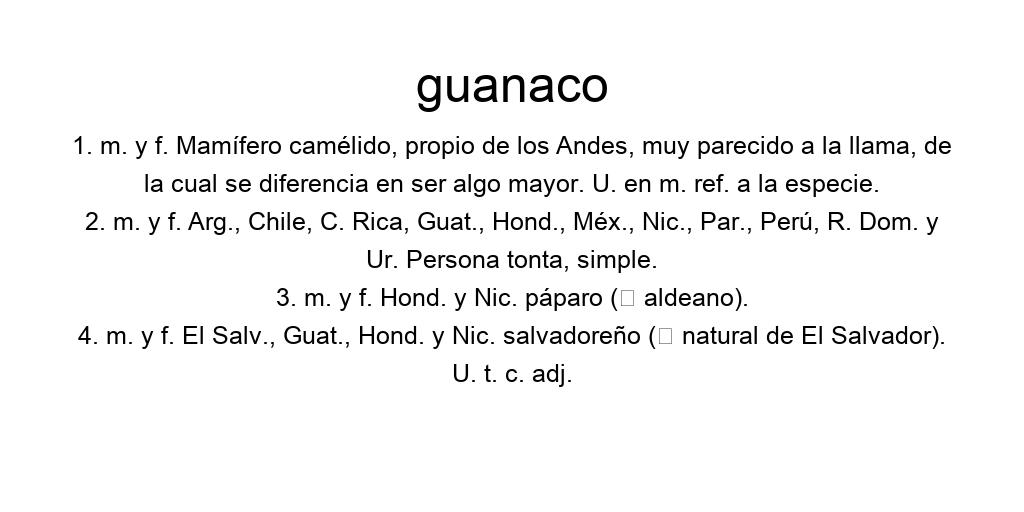 guanaco
1. m. y f. Mamífero camélido, propio de los Andes, muy parecido a la llama, de
la cual se diferencia en ser algo mayor. U. en m. ref. a la especie.
2. m. y f. Arg., Chile, C. Rica, Guat., Hond., Méx., Nic., Par., Perú, R. Dom. y
Ur. Persona tonta, simple.
3. m. y f. Hond. y Nic. páparo (▯ aldeano).
4. m. y f. El Salv., Guat., Hond. y Nic. salvadoreño (▯ natural de El Salvador).
U. t. c. adj.